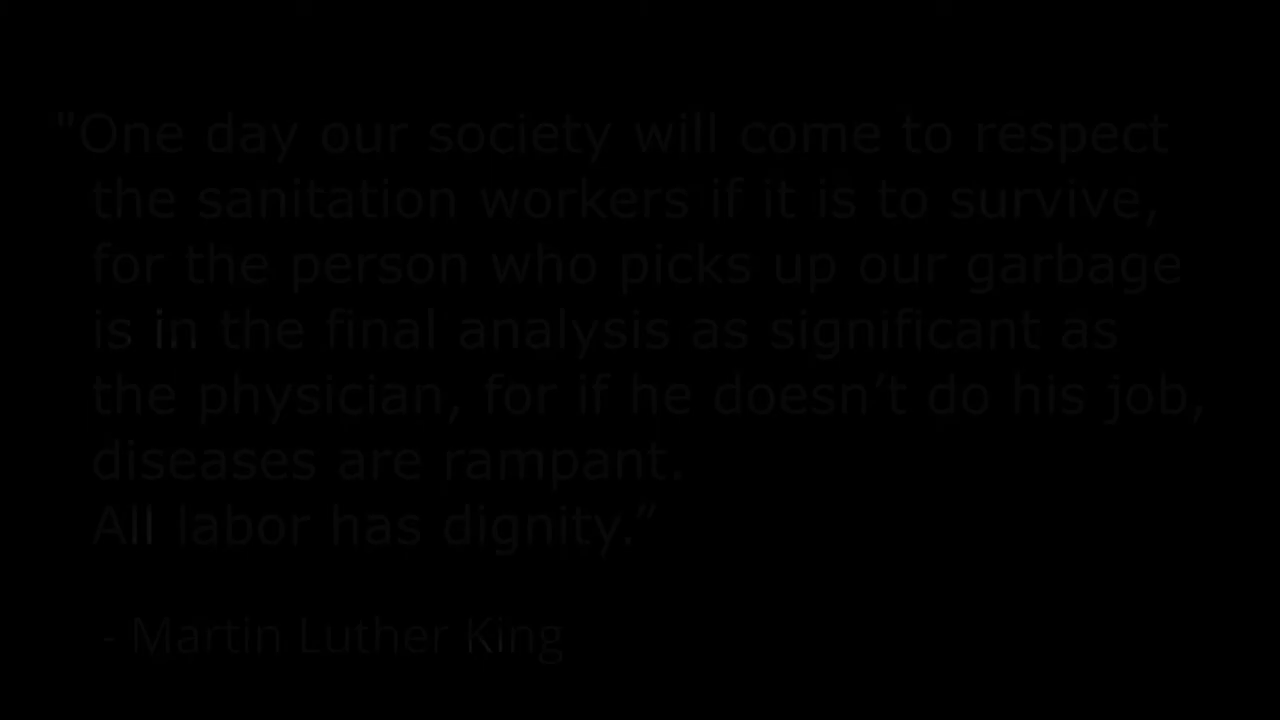 "One day our society will come to respect
the sanitation workers if it is to survive,
for the person who picks up our garbage
is in the final analysis as significant as
the physician, for if he doesn’t do his job,
diseases are rampant.
All labor has dignity.”
- Martin Luther King